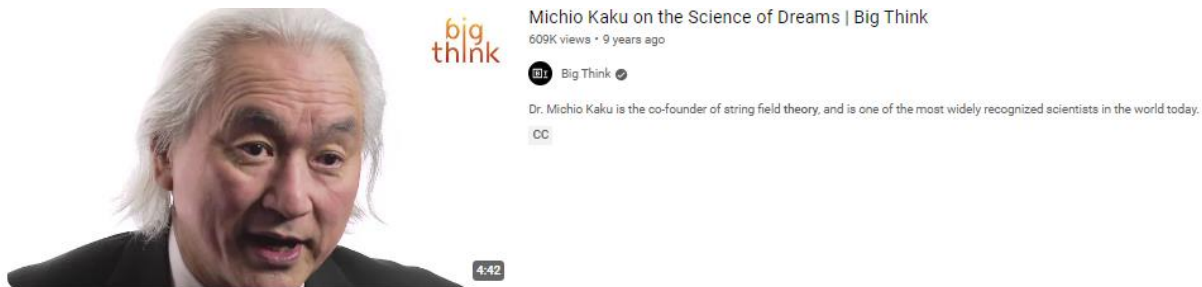 big
think
4:42
Michio Kaku on the Science of Dreams | Big Think
609K views • 9 years ago
BT Big Think
Dr. Michio Kaku is the co-founder of string field theory, and is one of the most widely recognized scientists in the world today.
CC